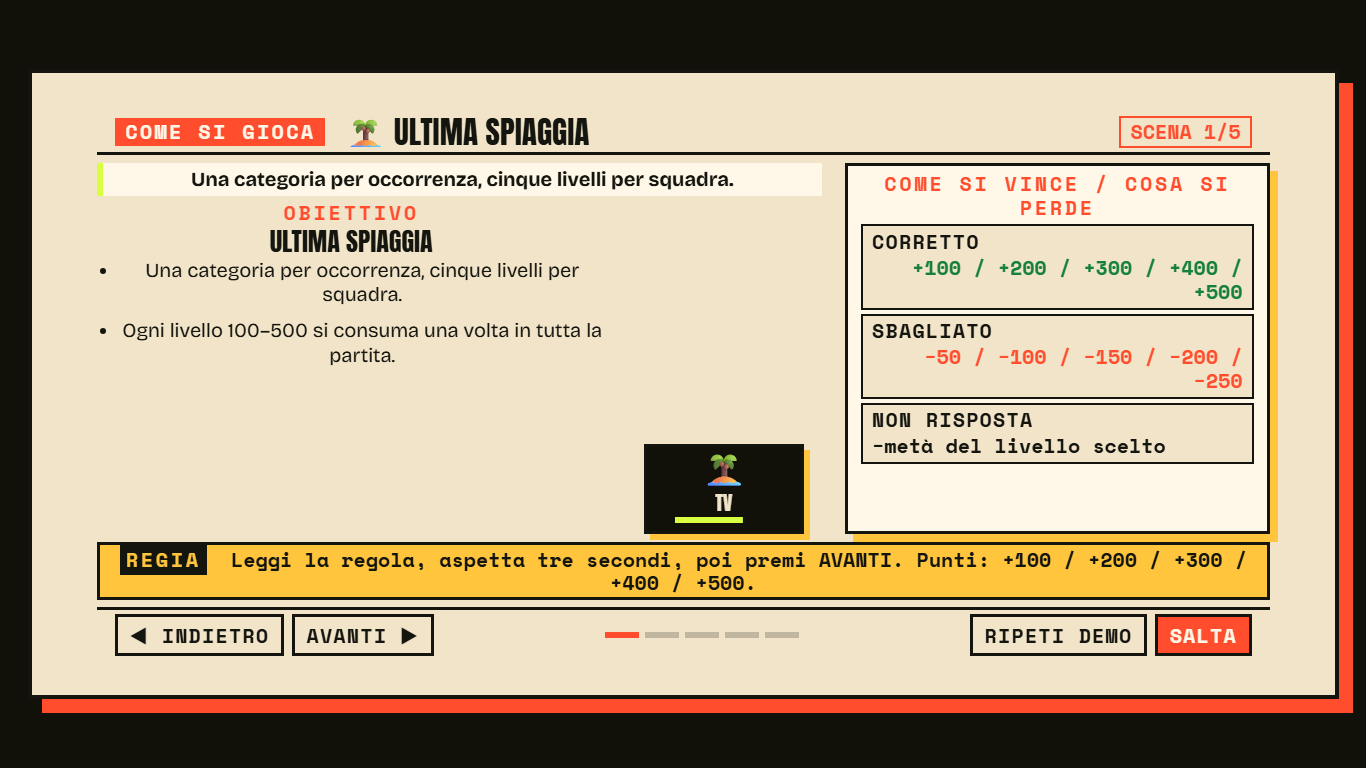 COME SI GIOCA
ULTIMA SPIAGGIA
SCENA 1/5
Una categoria per occorrenza, cinque livelli per squadra.
OBIETTIVO
ULTIMA SPIAGGIA
• Una categoria per occorrenza, cinque livelli per
squadra.
• Ogni livello 100–500 si consuma una volta in tutta la
partita.
TV
COME SI VINCE / COSA SI
PERDE
CORRETTO
+100 / +200 / +300 / +400 /
+500
SBAGLIATO
−50 / −100 / −150 / −200 /
−250
NON RISPOSTA
−metà del livello scelto
REGIA Leggi la regola, aspetta tre secondi, poi premi AVANTI. Punti: +100 / +200 / +300 /
+400 / +500.
◀ INDIETRO
AVANTI ▶
RIPETI DEMO
SALTA